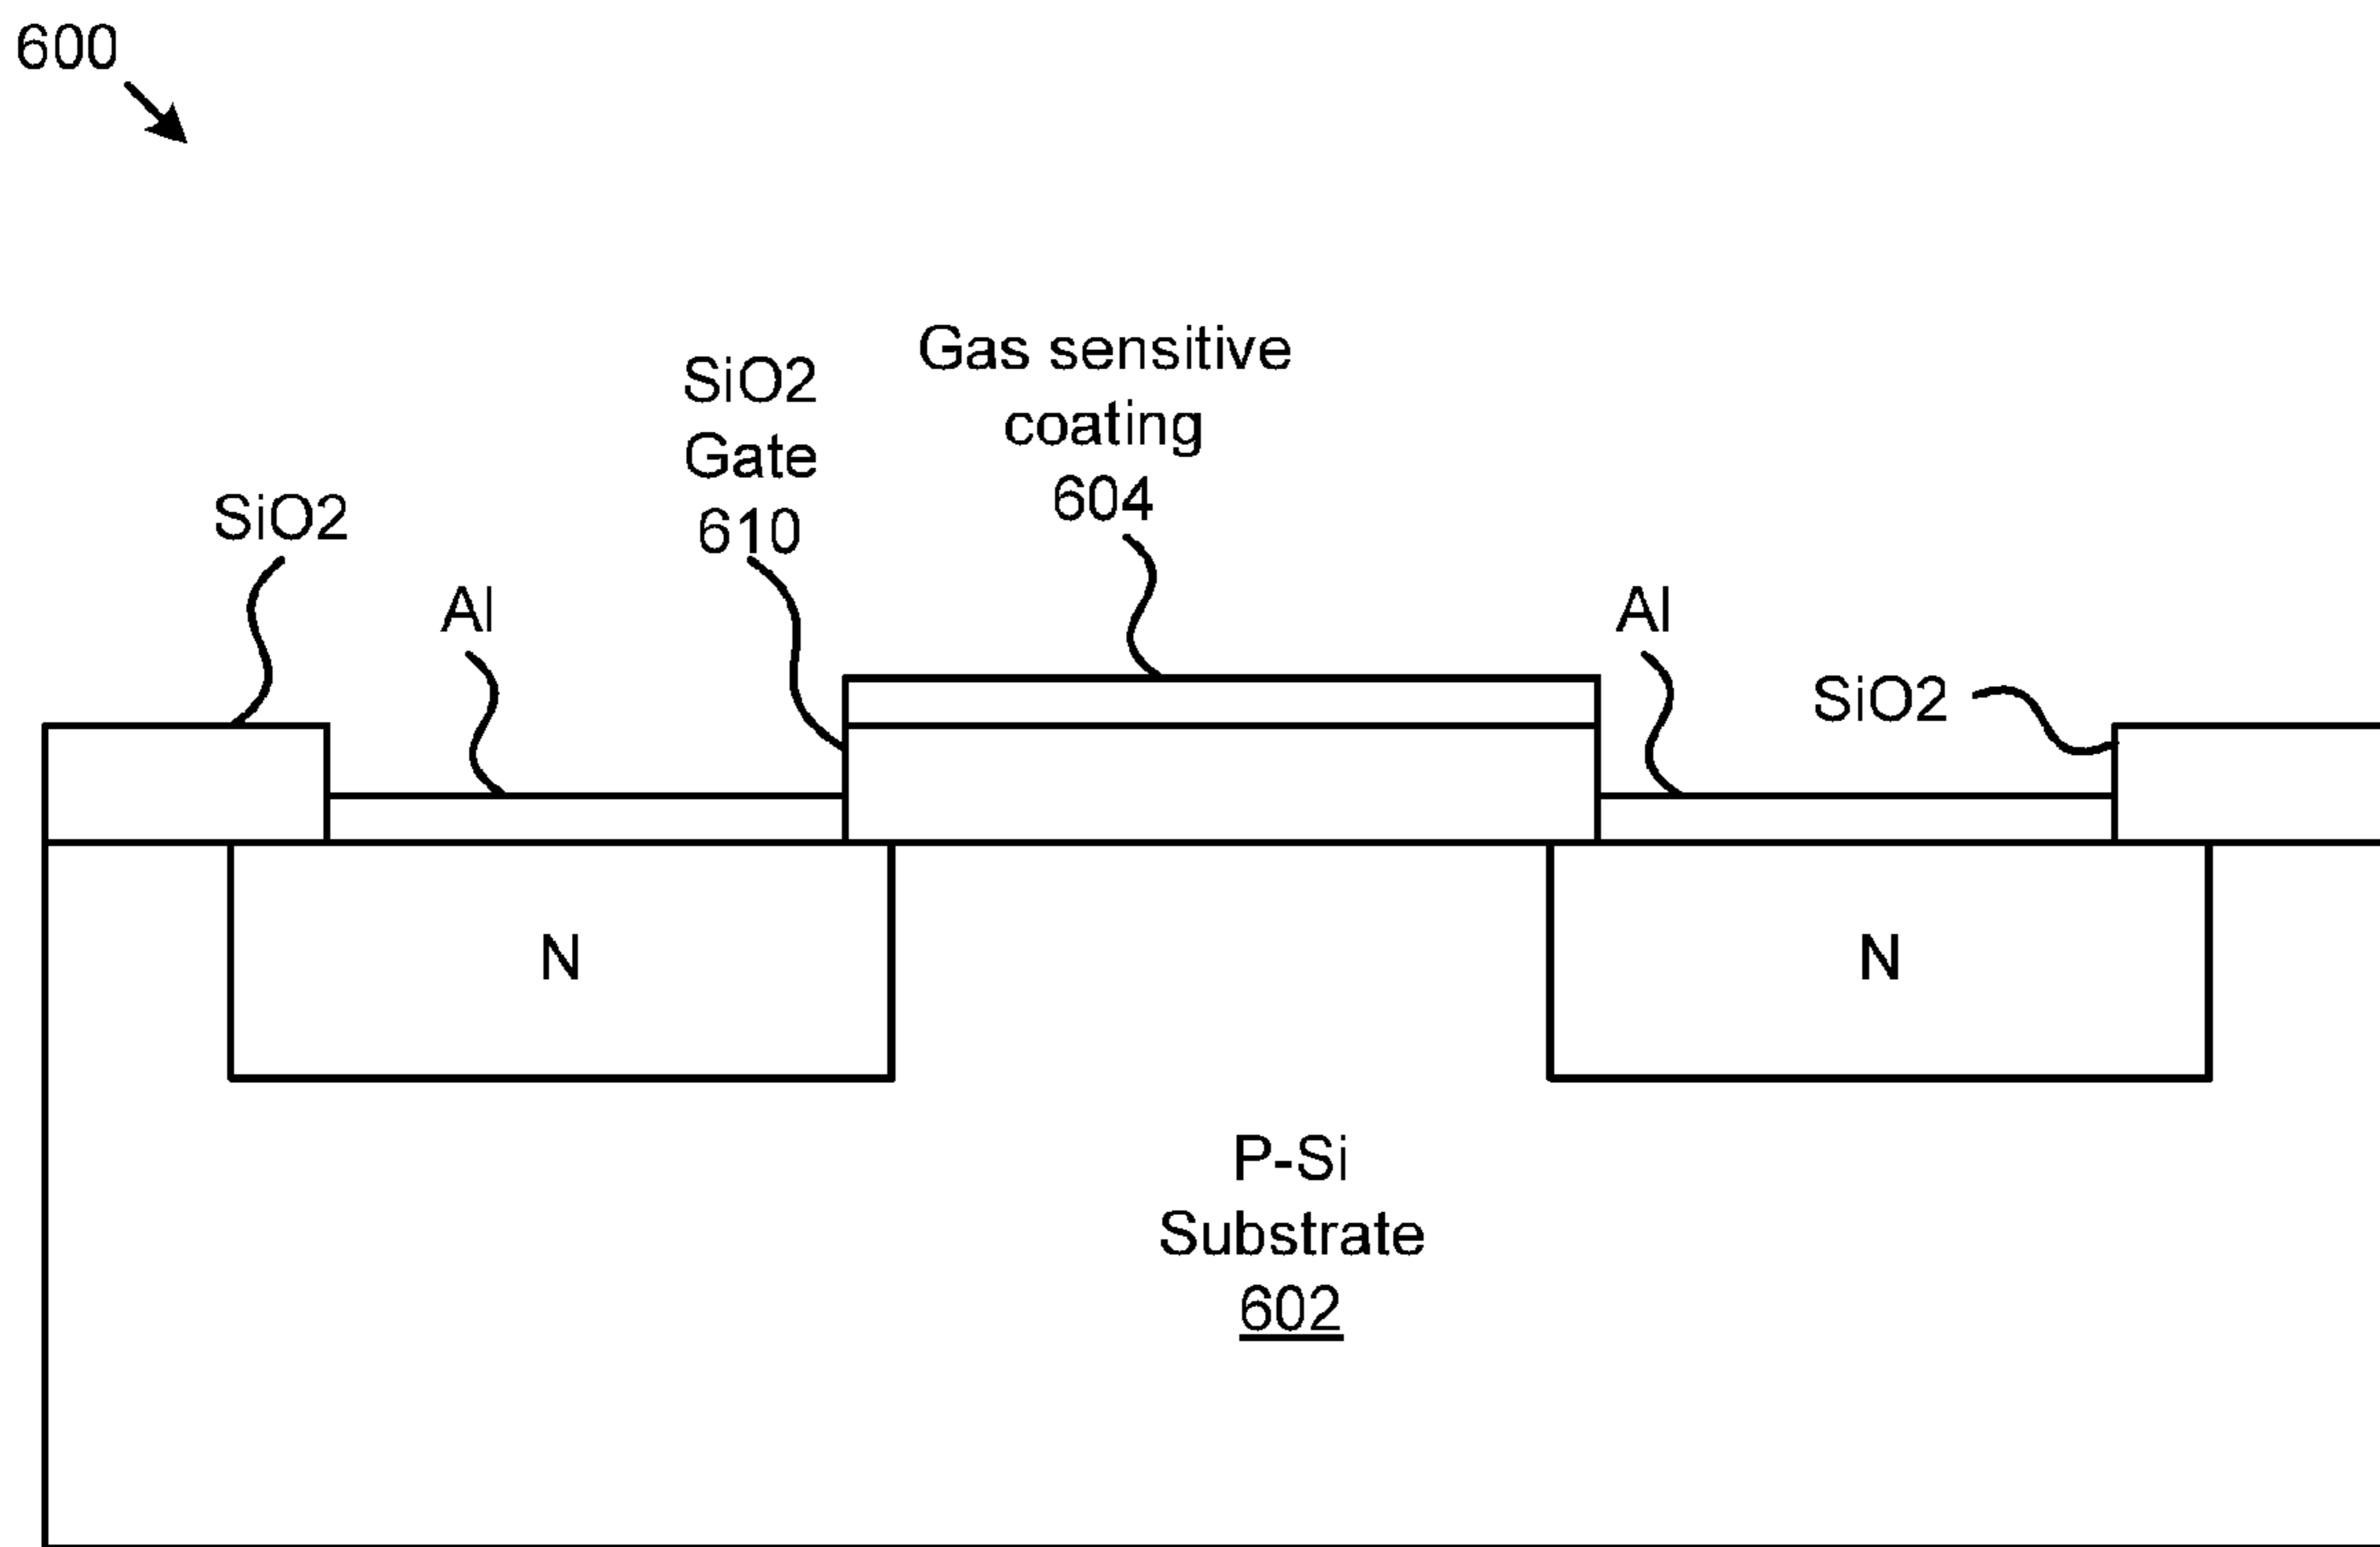 600
SiO2
Gate
610
Gas sensitive
coating
604
SiO2
Al
Al
SiO2
N
N
P-Si
Substrate
602